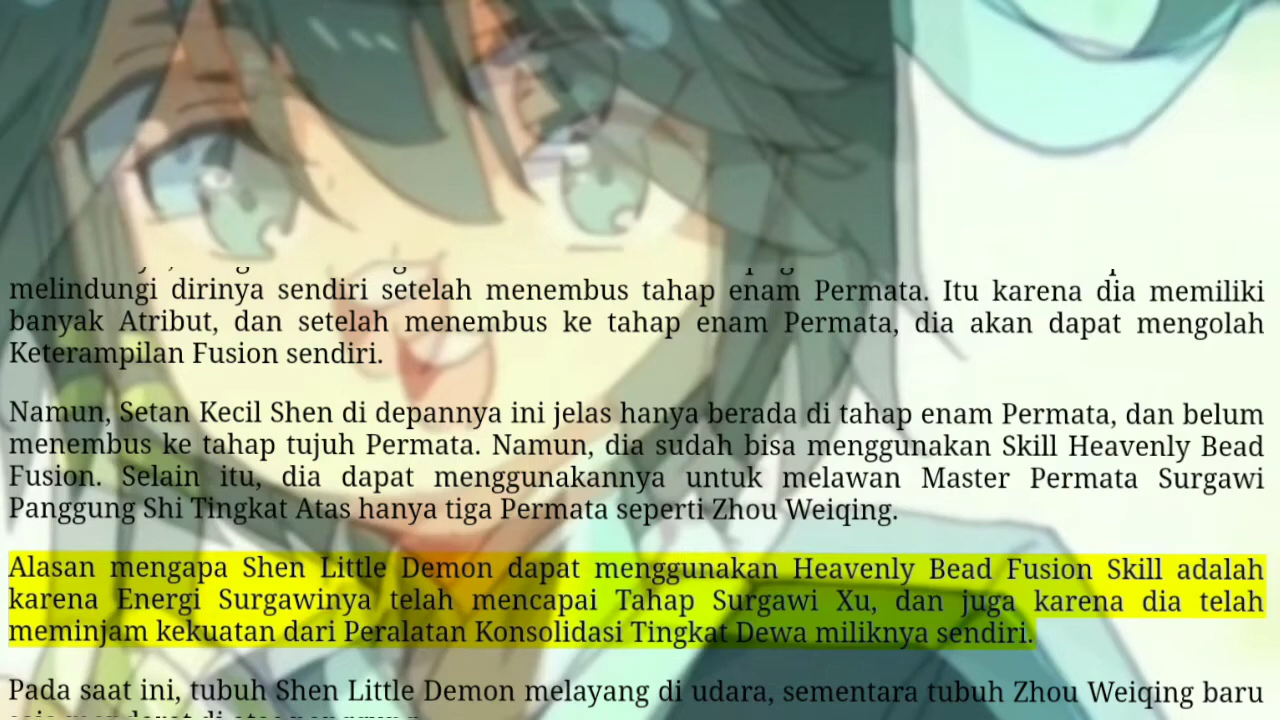 melindungi dirinya sendiri setelah menembus tahap enam Permata. Itu karena dia memiliki
banyak Atribut, dan setelah menembus ke tahap enam Permata, dia akan dapat mengolah
Keterampilan Fusion sendiri.
Namun, Setan Kecil Shen di depannya ini jelas hanya berada di tahap enam Permata, dan belum
menembus ke tahap tujuh Permata. Namun, dia sudah bisa menggunakan Skill Heavenly Bead
Fusion. Selain itu, dia dapat menggunakannya untuk melawan Master Permata Surgawi
Panggung Shi Tingkat Atas hanya tiga Permata seperti Zhou Weiqing.
Alasan mengapa Shen Little Demon dapat menggunakan Heavenly Bead Fusion Skill adalah
karena Energi Surgawinya telah mencapai Tahap Surgawi Xu, dan juga karena dia telah
meminjam kekuatan dari Peralatan Konsolidasi Tingkat Dewa miliknya sendiri.
Pada saat ini, tubuh Shen Little Demon melayang di udara, sementara tubuh Zhou Weiqing baru